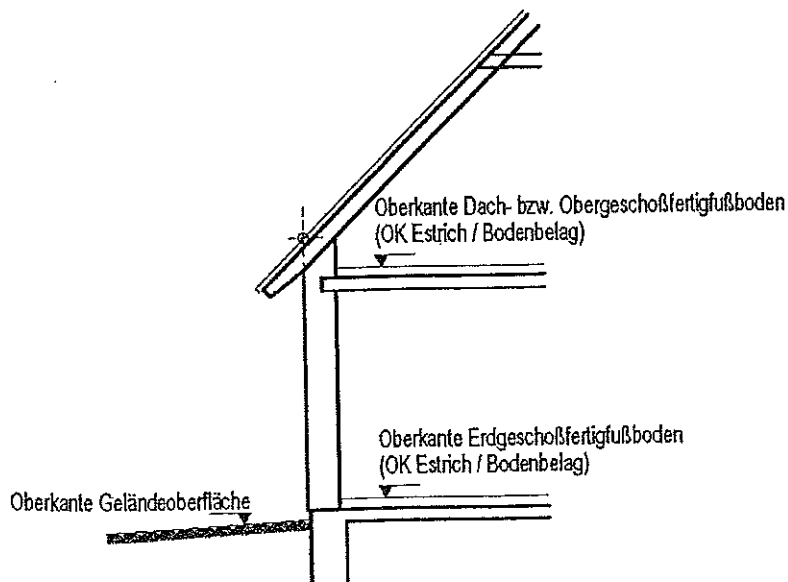 Oberkante Dach- bzw. Obergeschoßfertigfußboden
(OK Estrich / Bodenbelag)
Oberkante Erdgeschoßfertigfußboden
(OK Estrich / Bodenbelag)
Oberkante Geländeoberfläche